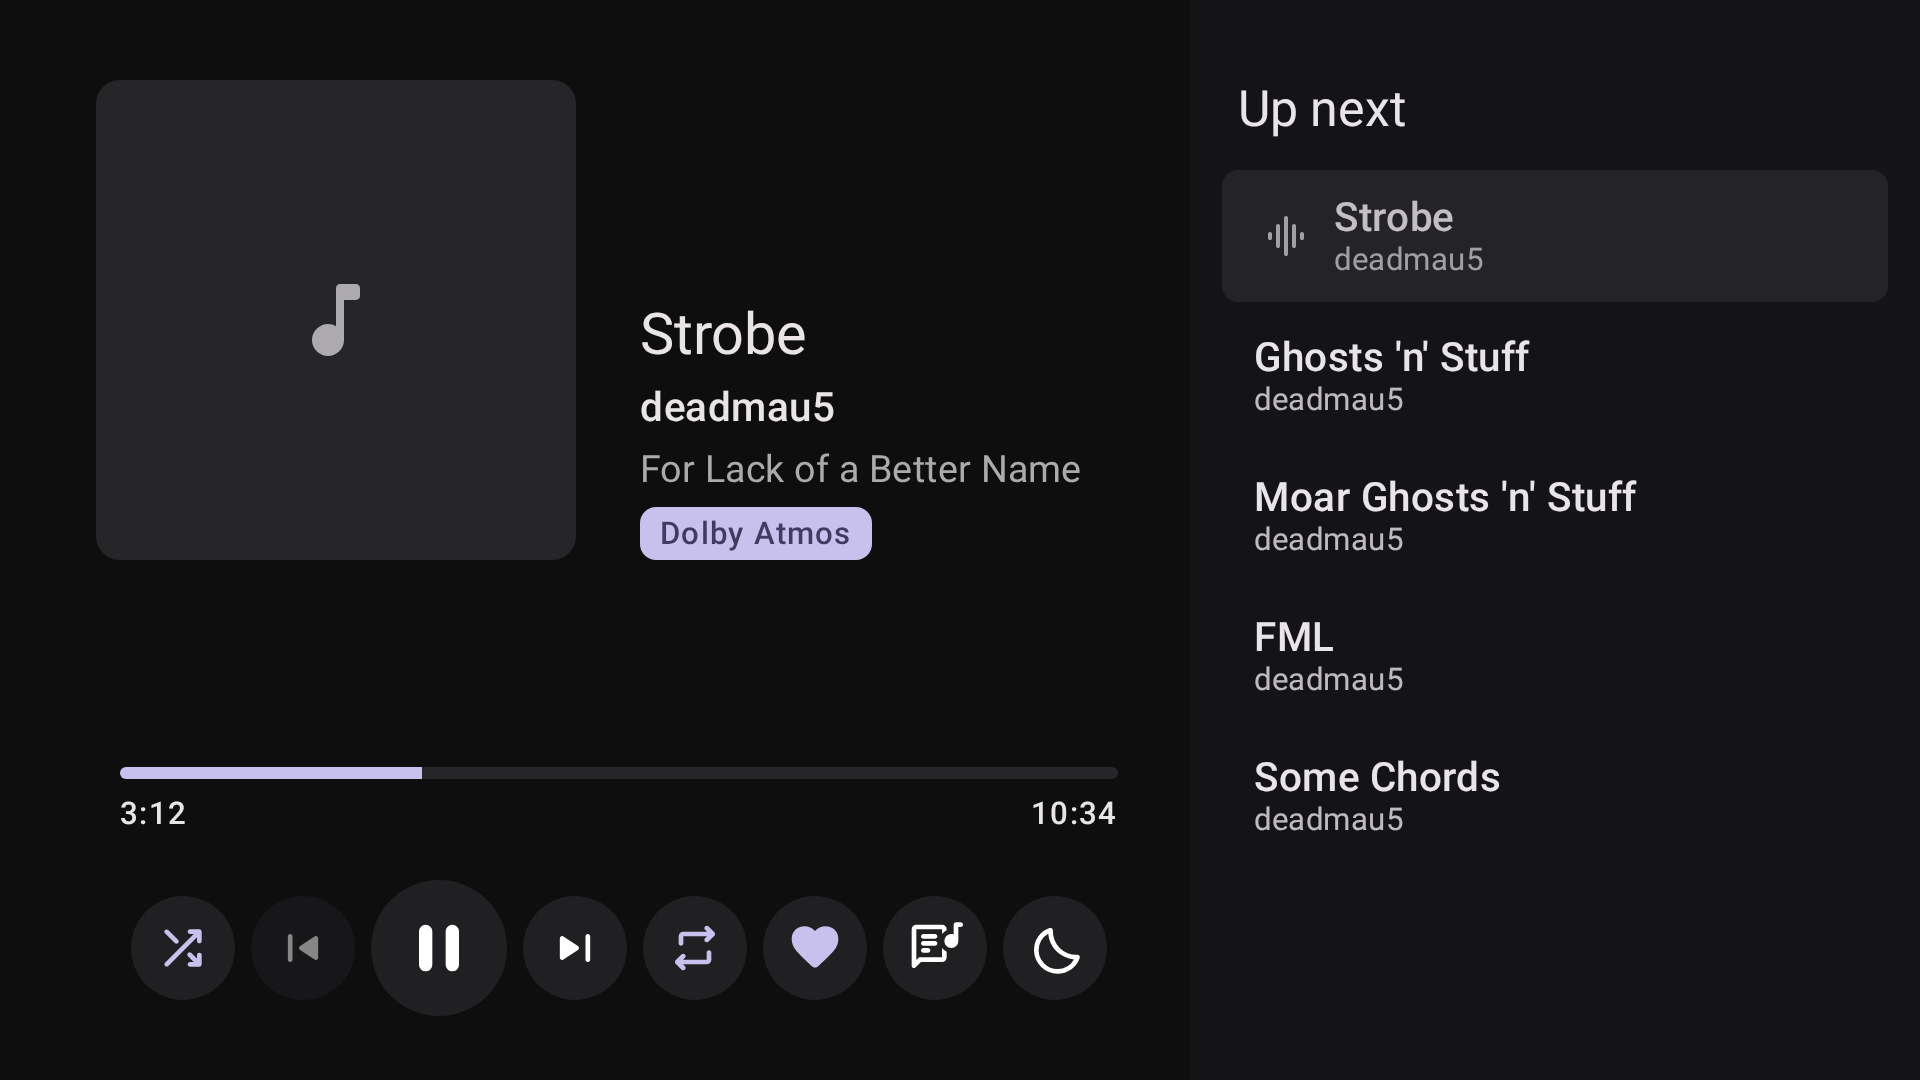 Strobe
deadmau5
For Lack of a Better Name
Dolby Atmos
3:12
10:34
Up next
Strobe
deadmau5
Ghosts 'n' Stuff
deadmau5
Moar Ghosts 'n' Stuff
deadmau5
FML
deadmau5
Some Chords
deadmau5